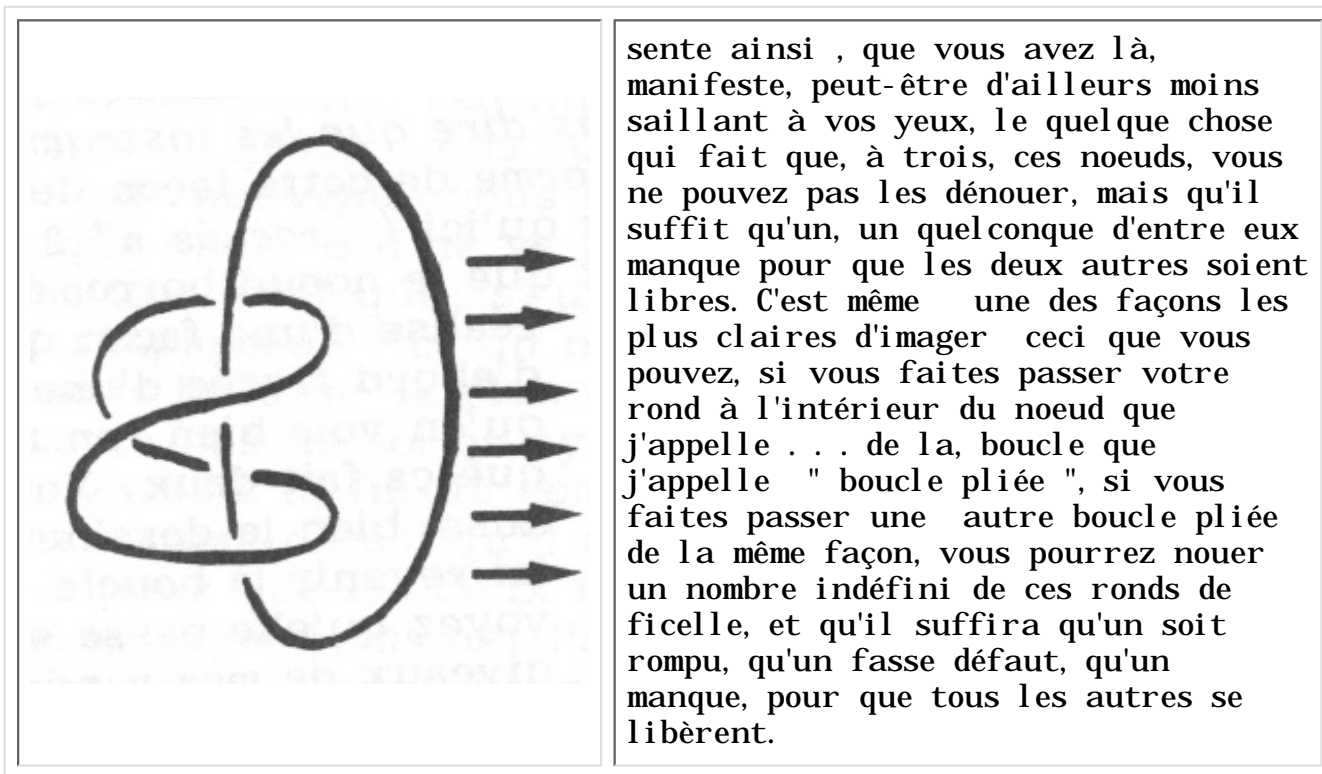 sente ainsi , que vous avez là,
manifeste, peut-être d'ailleurs moins
saillant à vos yeux, le quelque chose
qui fait que, à trois, ces noeuds, vous
ne pouvez pas les dénouer, mais qu'il
suffit qu'un, un quelconque d'entre eux
manque pour que les deux autres soient
libres. C'est même une des façons les
plus claires d'imager ceci que vous
pouvez, si vous faites passer votre
rond à l'intérieur du noeud que
j'appelle . . . de la, boucle que
j'appelle " boucle pliée ", si vous
faites passer une autre boucle pliée
de la même façon, vous pourrez nouer
un nombre indéfini de ces ronds de
ficelle, et qu'il suffira qu'un soit
rompu, qu'un fasse défaut, qu'un
manque, pour que tous les autres se
libèrent.